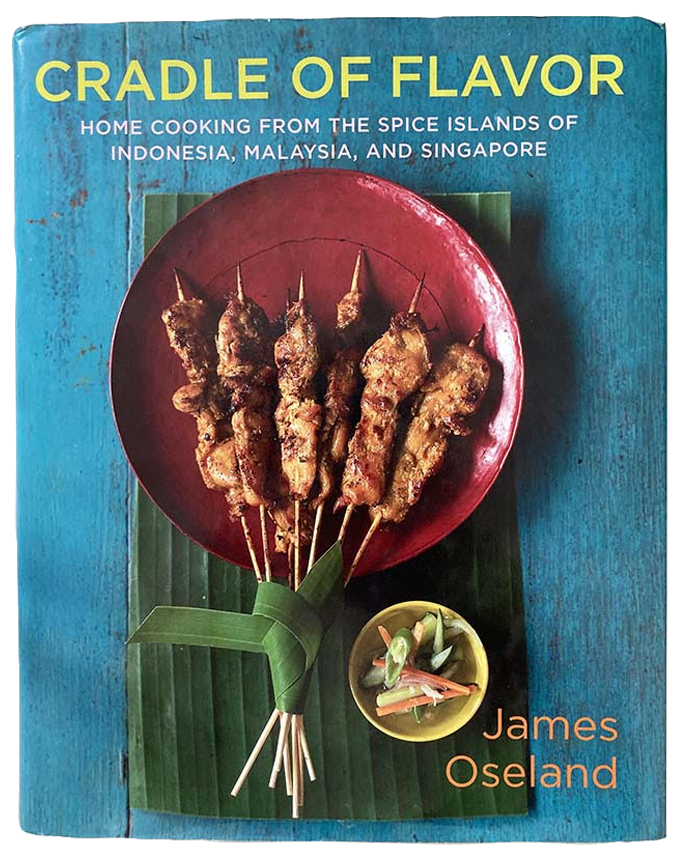 CRADLE OF FLAVOR
HOME COOKING FROM THE SPICE ISLANDS OF
INDONESIA, MALAYSIA, AND SINGAPORE
James
Oseland